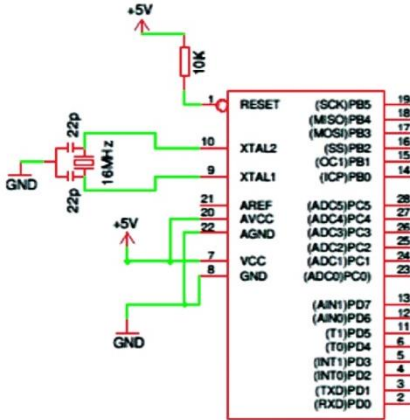 +5V
10K
1 RESET (SCK)PB5 19
(MISO)PB4 18
(MOSI)PB3 17
22p
10 XTAL2 (SS)PB2 16
(OC1)PB1 15
16MHz
9 XTAL1 (ICP)PB0 14
GND
22p
21 AREF (ADC5)PC5 28
20 AVCC (ADC4)PC4 27
22 AGND (ADC3)PC3 26
+5V
(ADC2)PC2 25
7 VCC (ADC1)PC1 24
8 GND (ADC0)PC0 23
(AIN1)PD7 13
(AIN0)PD6 12
(T1)PD5 11
GND
(T0)PD4 6
(INT1)PD3 5
(INT0)PD2 4
(TXD)PD1 3
(RXD)PD0 2